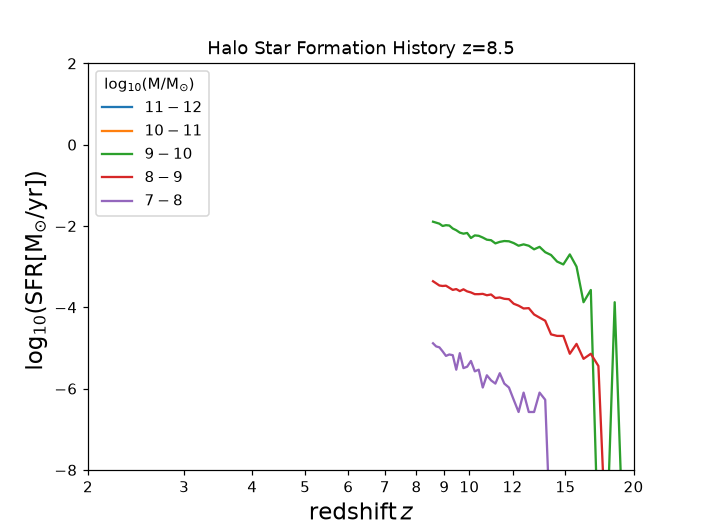 Halo Star Formation History z=8.5
log₁₀(M/M☉)
11 − 12
10 − 11
9 − 10
8 − 9
7 − 8
2
0
−2
−4
−6
−8
log₁₀(SFR[M☉/yr])
2 3 4 5 6 7 8 9 10 12 15 20
redshift z